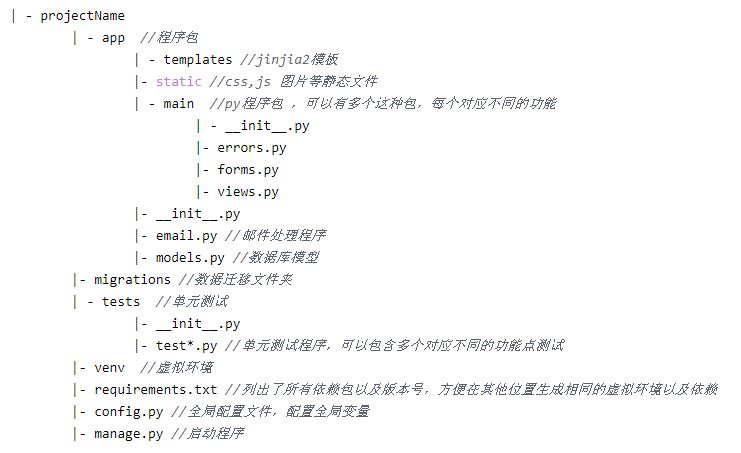 | - projectName
| - app //程序包
| - templates //jinjia2模板
|- static //css,js 图片等静态文件
| - main //py程序包 ，可以有多个这种包，每个对应不同的功能
| - __init__.py
|- errors.py
|- forms.py
|- views.py
|- __init__.py
|- email.py //邮件处理程序
|- models.py //数据库模型
|- migrations //数据迁移文件夹
| - tests //单元测试
|- __init__.py
|- test*.py //单元测试程序，可以包含多个对应不同的功能点测试
|- venv //虚拟环境
|- requirements.txt //列出了所有依赖包以及版本号，方便在其他位置生成相同的虚拟环境以及依赖
|- config.py //全局配置文件，配置全局变量
|- manage.py //启动程序